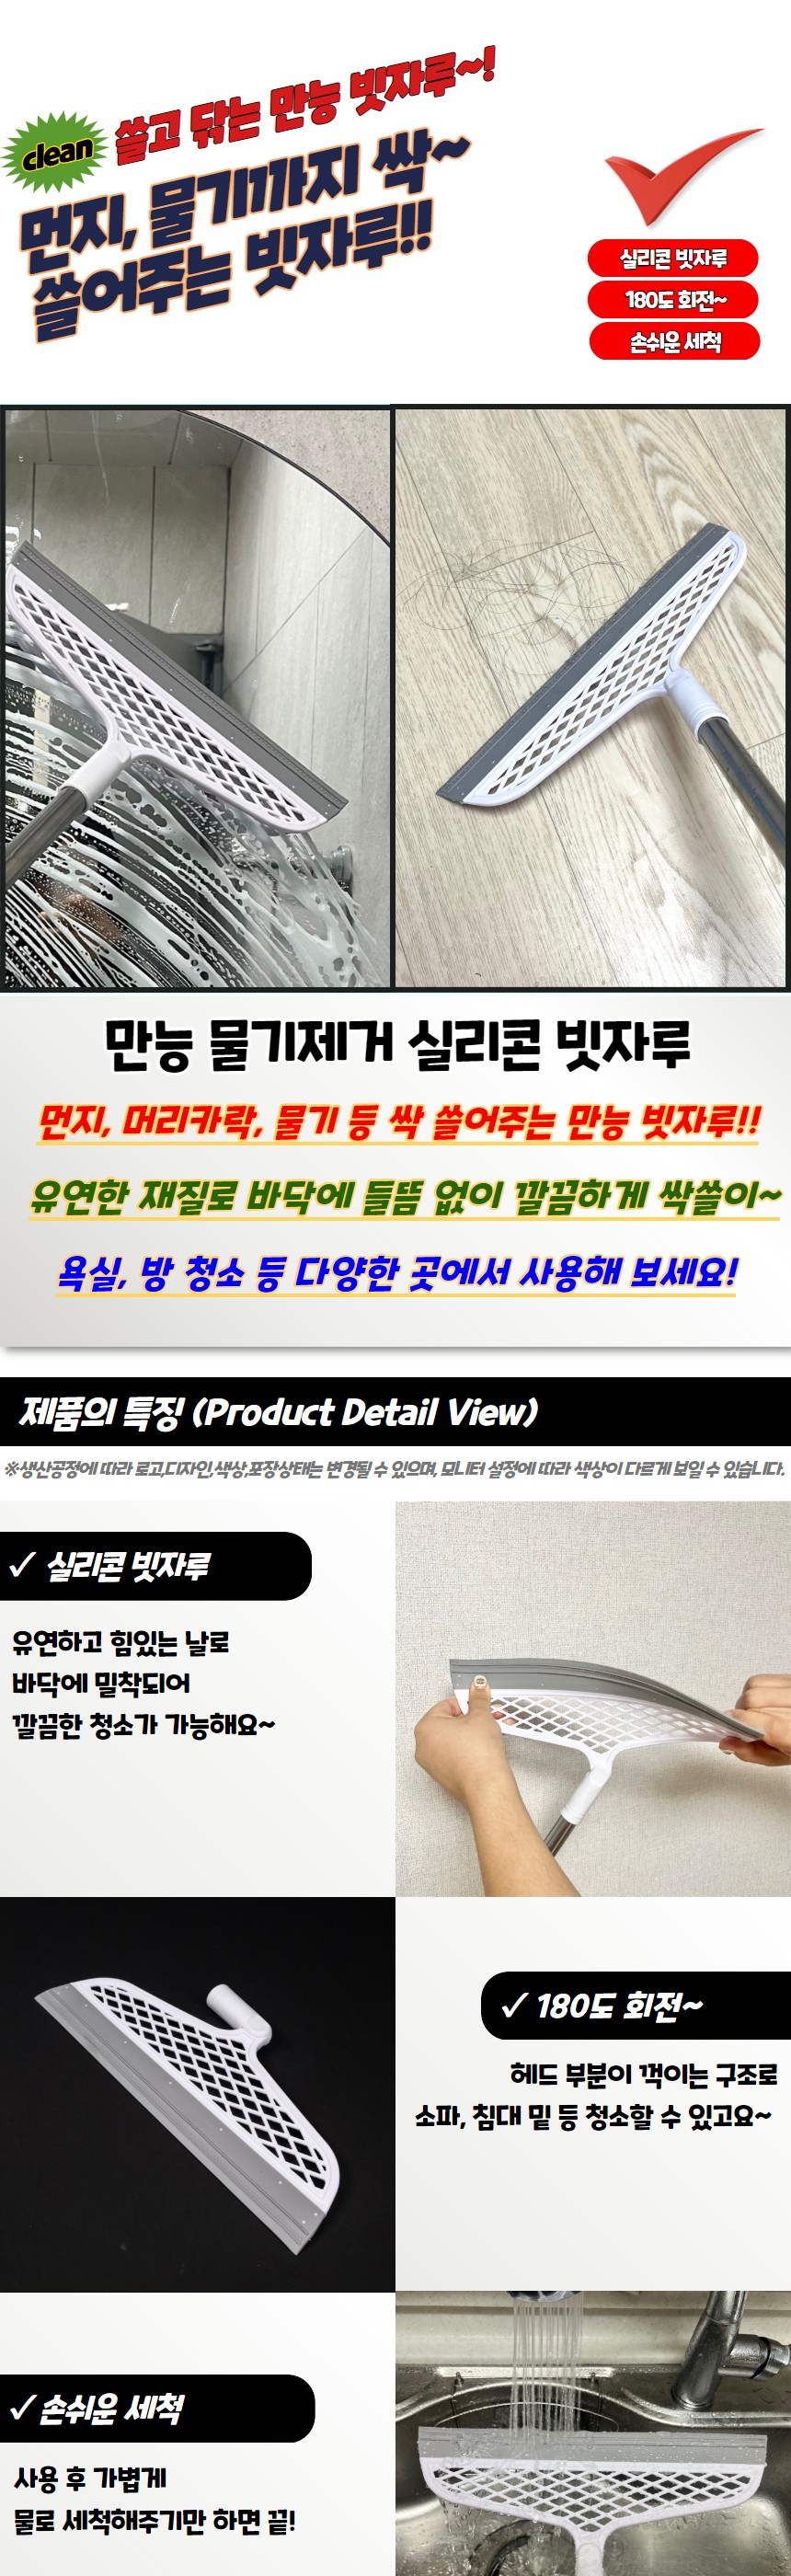 clean
쓸고 닦는 만능 빗자루~!
먼지, 물기까지 싹~
쓸어주는 빗자루!!
실리콘 빗자루
180도 회전~
손쉬운 세척
만능 물기제거 실리콘 빗자루
먼지, 머리카락, 물기 등 싹 쓸어주는 만능 빗자루!!
유연한 재질로 바닥에 들뜸 없이 깔끔하게 싹쓸이~
욕실, 방 청소 등 다양한 곳에서 사용해 보세요!
제품의 특징 (Product Detail View)
※생산공정에 따라 로고,디자인,색상,포장상태는 변경될 수 있으며, 모니터 설정에 따라 색상이 다르게 보일 수 있습니다.
✓ 실리콘 빗자루
유연하고 힘있는 날로
바닥에 밀착되어
깔끔한 청소가 가능해요~
✓ 180도 회전~
헤드 부분이 꺽이는 구조로
소파, 침대 밑 등 청소할 수 있고요~
✓ 손쉬운 세척
사용 후 가볍게
물로 세척해주기만 하면 끝!